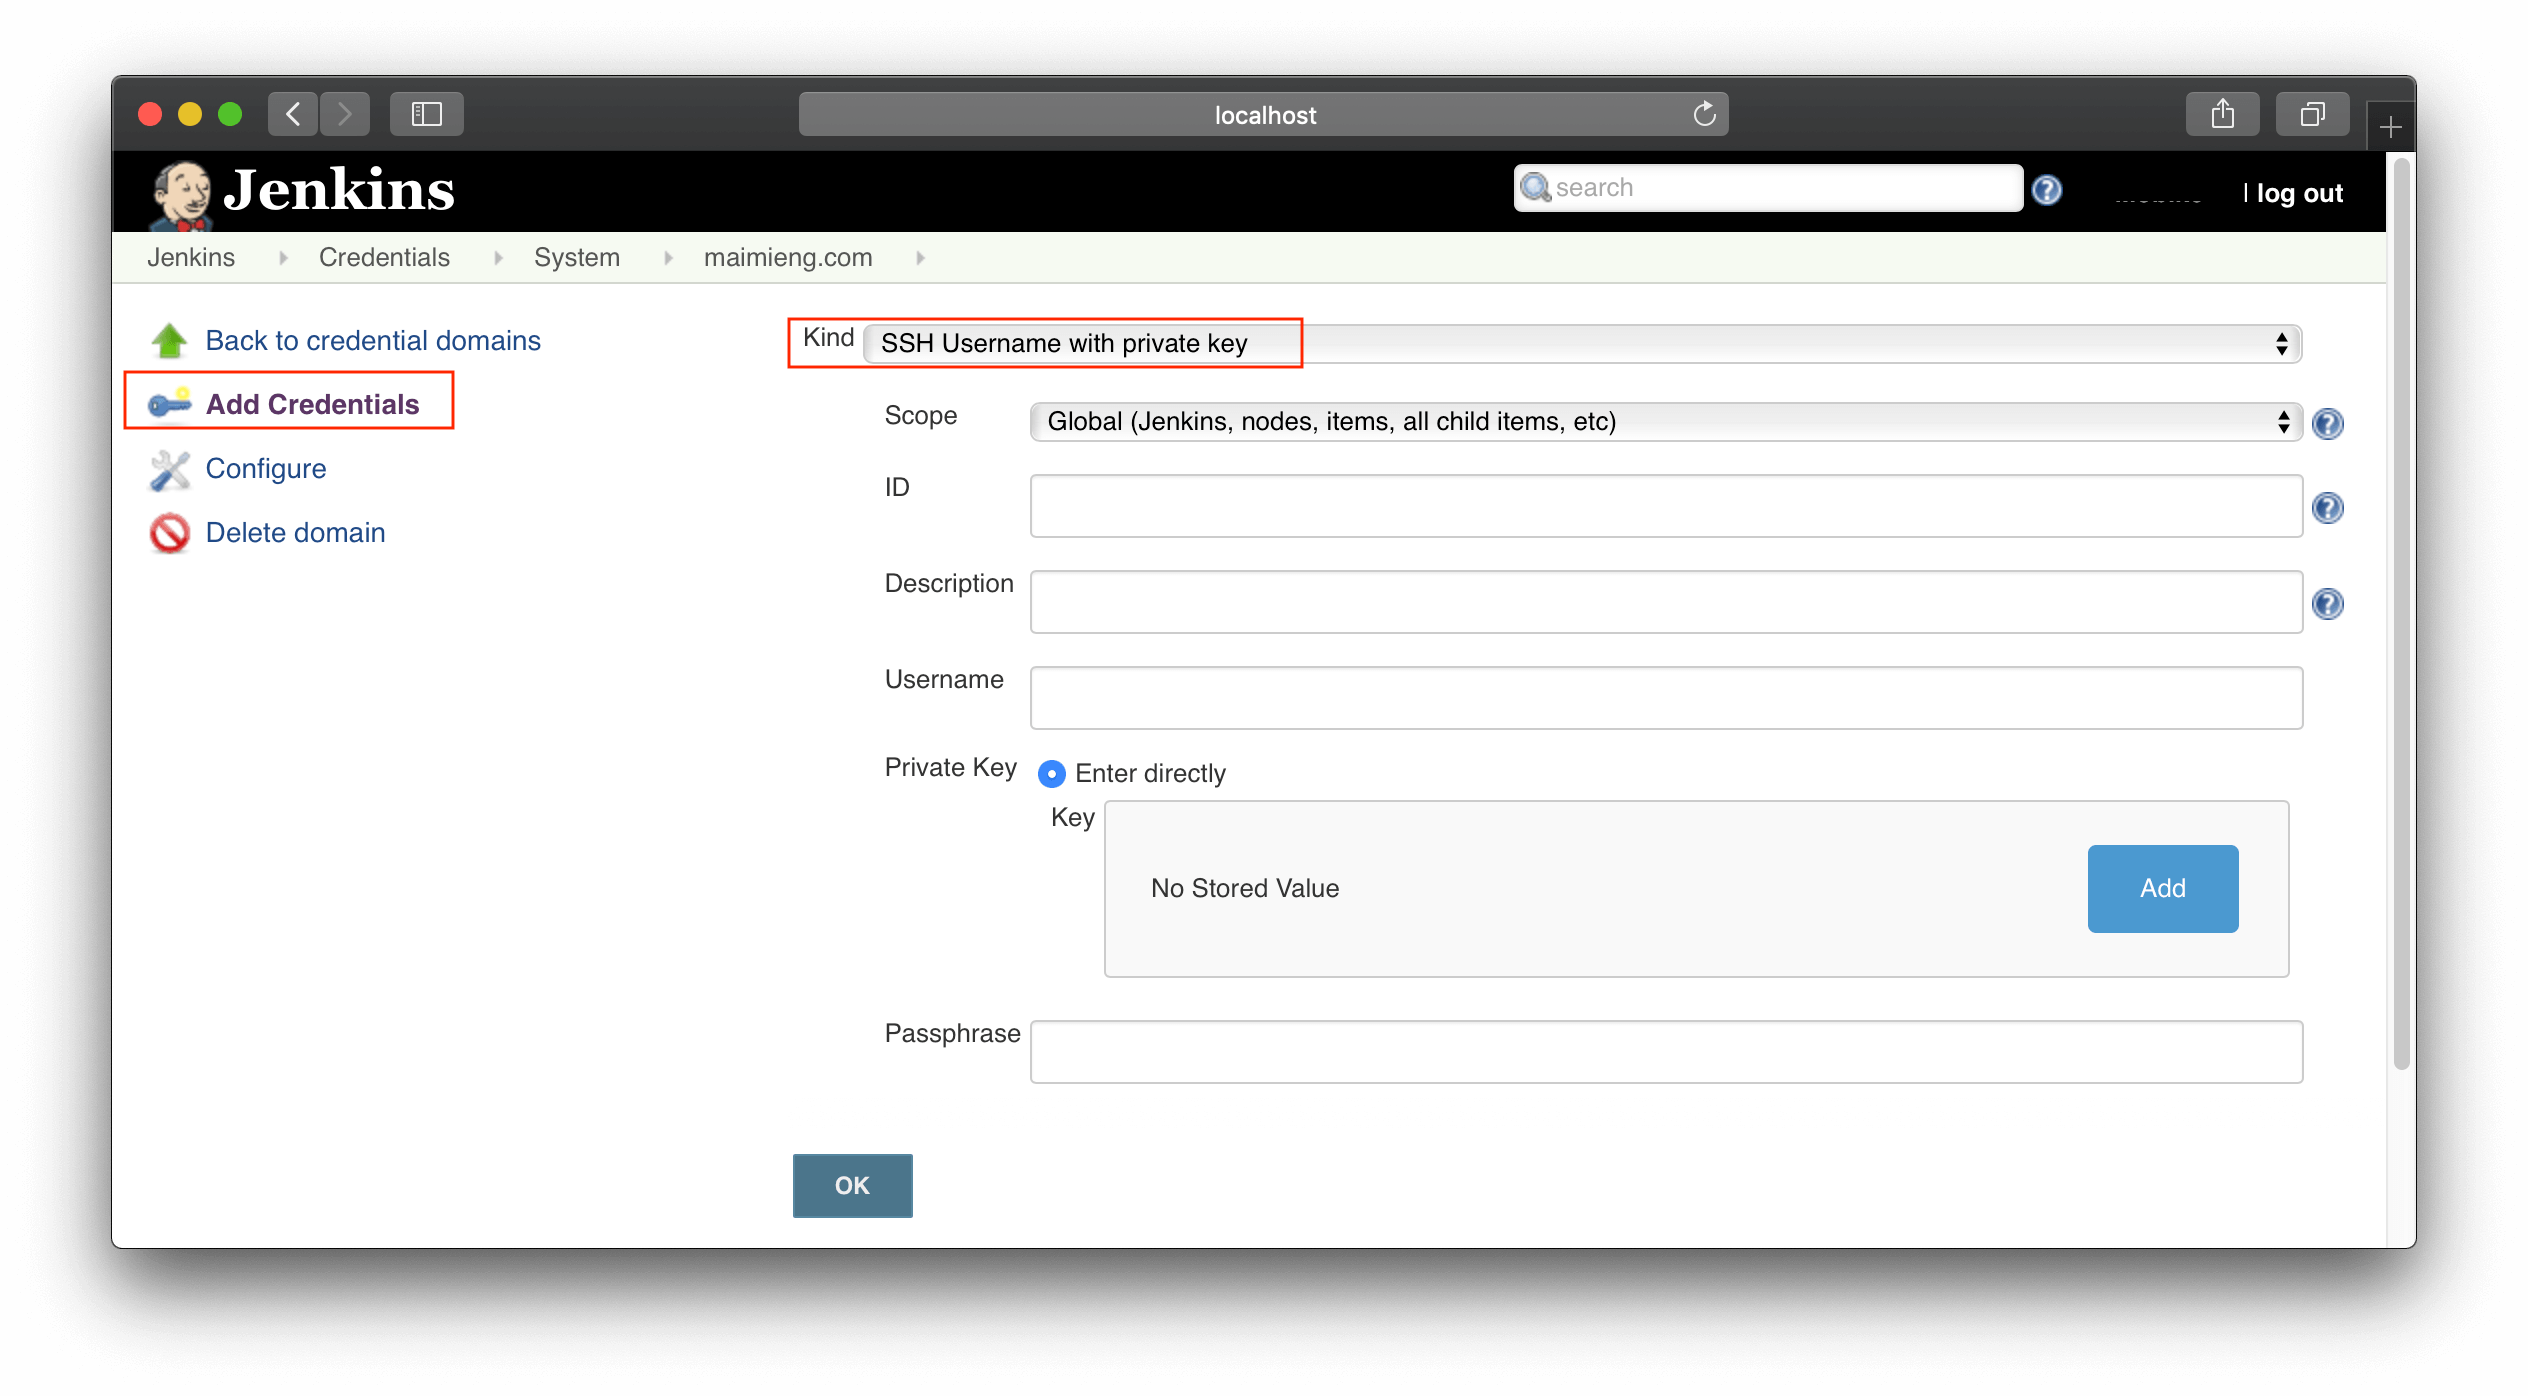 localhost
Jenkins
search
| log out
Jenkins Credentials System maimieng.com
Back to credential domains
Add Credentials
Configure
Delete domain
Kind SSH Username with private key
Scope Global (Jenkins, nodes, items, all child items, etc)
ID
Description
Username
Private Key Enter directly
Key
No Stored Value Add
Passphrase
OK